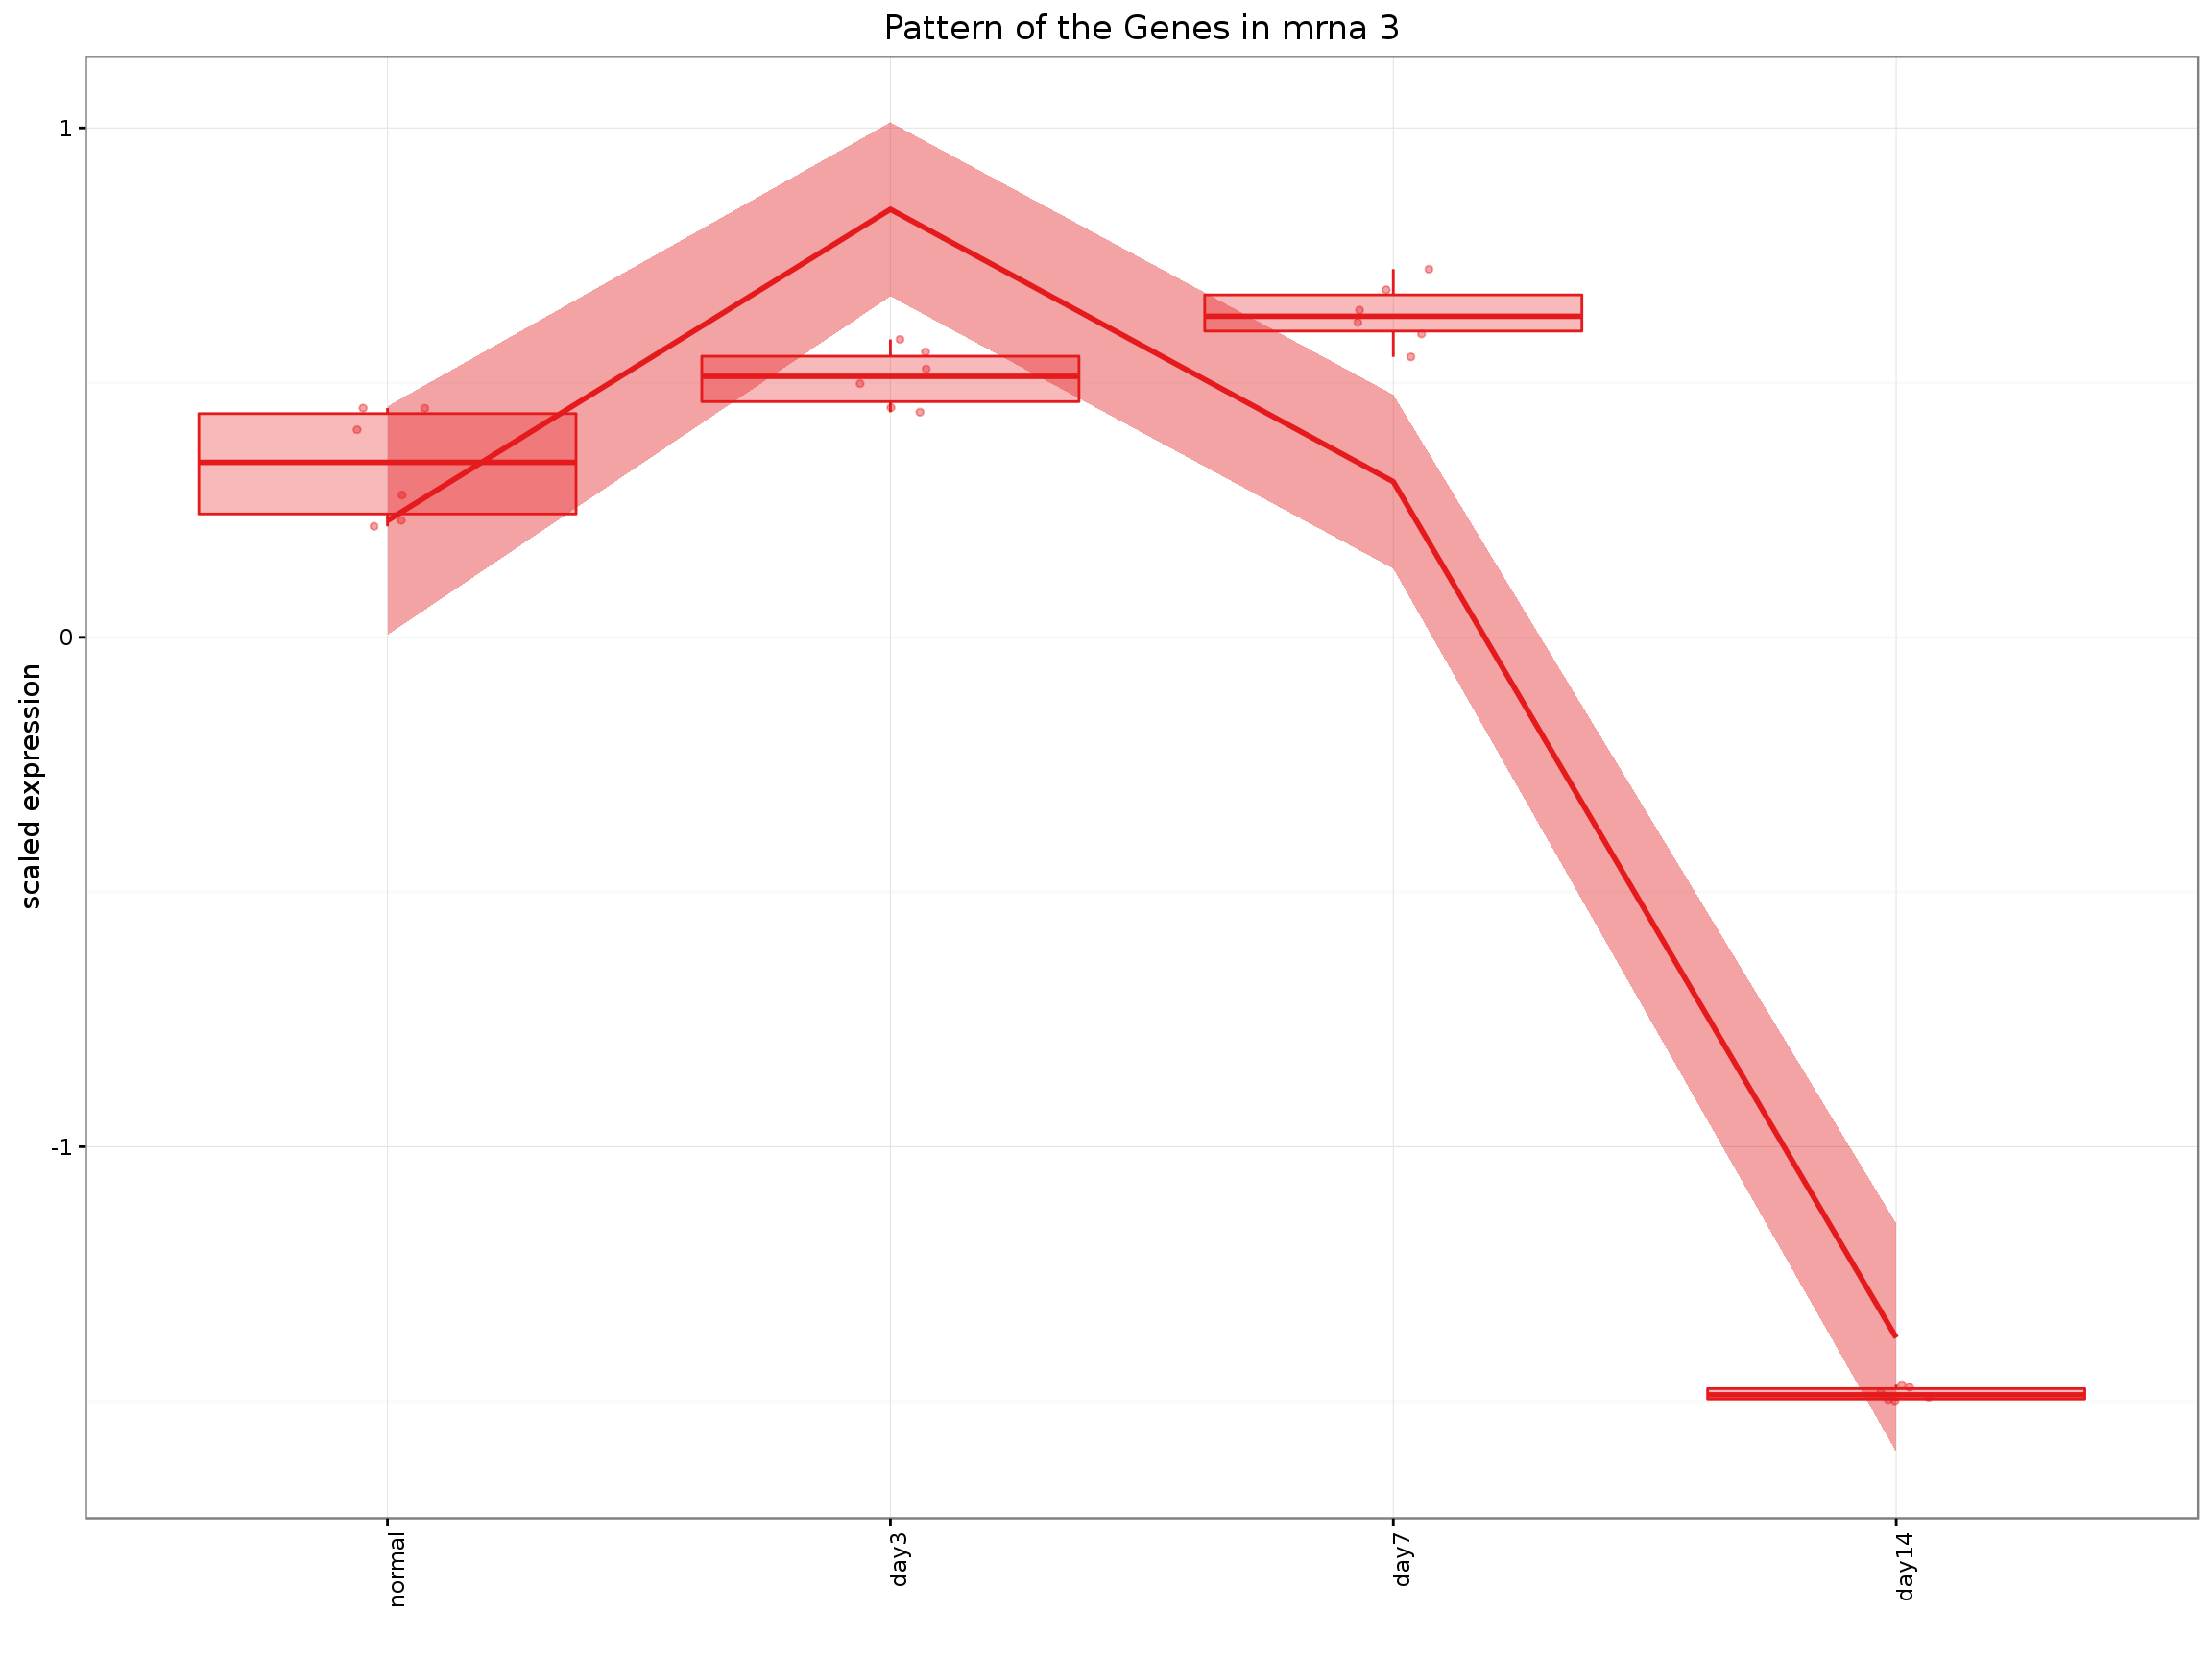 Pattern of the Genes in mrna 3
scaled expression
1
0
-1
normal
day3
day7
day14